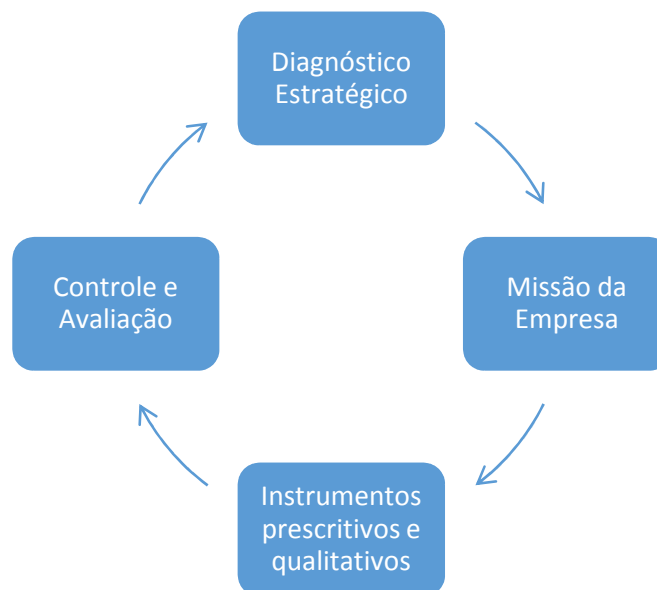 Diagnóstico
Estratégico
Missão da
Empresa
Instrumentos
prescritivos e
qualitativos
Controle e
Avaliação